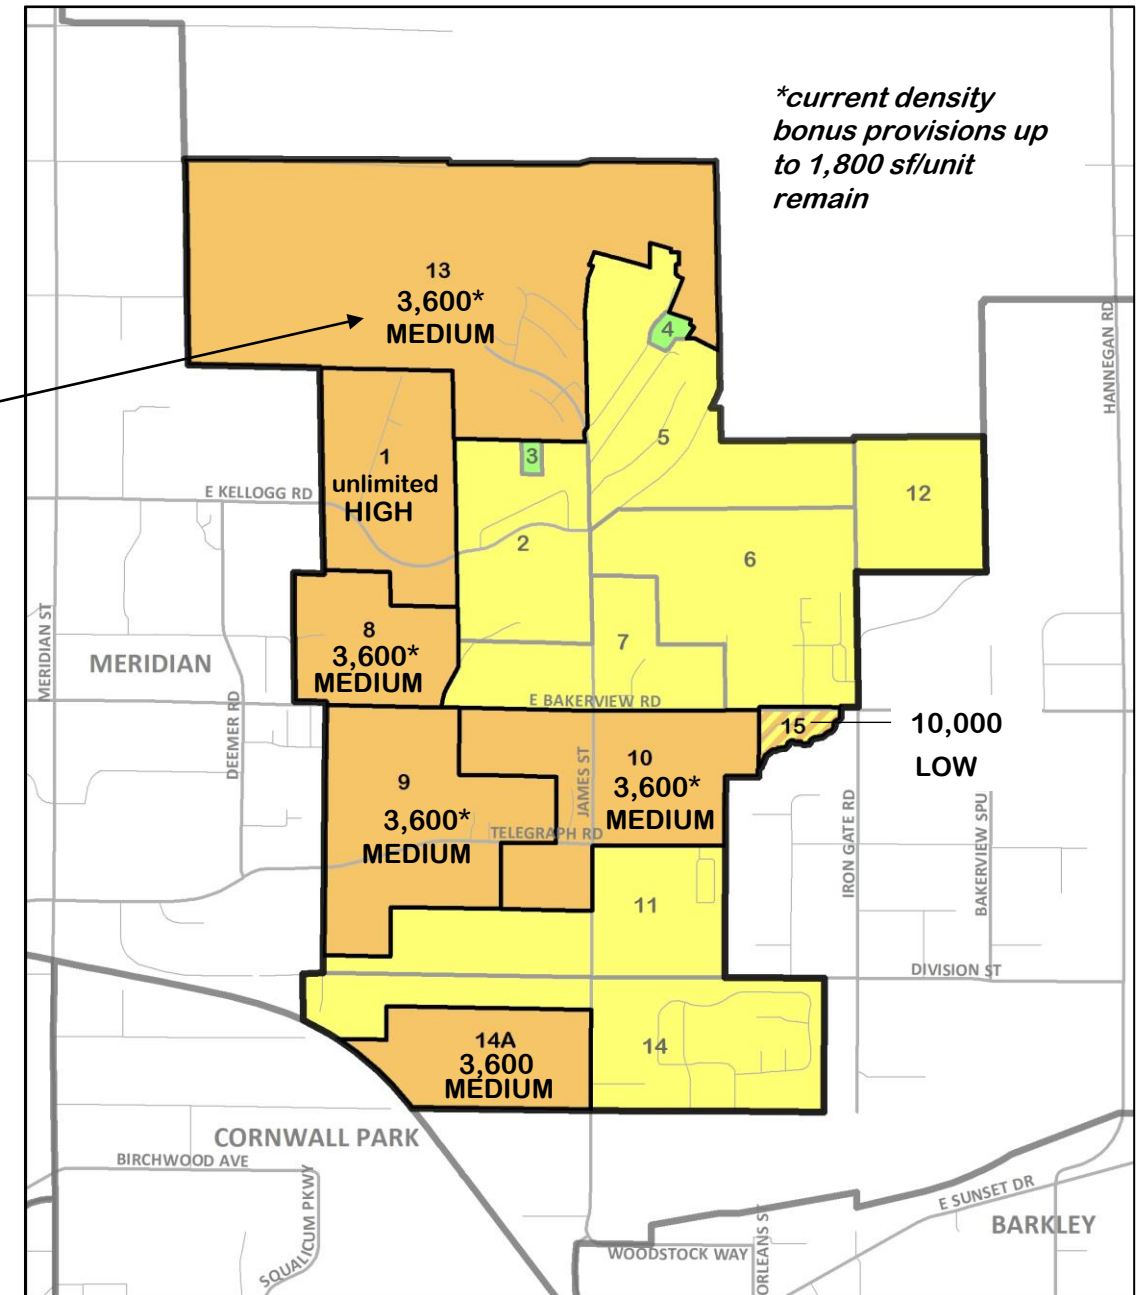 *current density
bonus provisions up
to 1,800 sf/unit
remain
13
3,600*
MEDIUM
4
HANNEGAN RD
5
3
1
unlimited
HIGH
E KELLOGG RD
12
2
6
8
3,600*
MEDIUM
7
MERIDIAN ST
MERIDIAN
DEEMER RD
E BAKERVIEW RD
15
10,000
LOW
9
3,600*
MEDIUM
JAMES ST
10
3,600*
MEDIUM
TELEGRAPH RD
IRON GATE RD
BAKERVIEW SPU
11
DIVISION ST
14A
3,600
MEDIUM
14
CORNWALL PARK
BIRCHWOOD AVE
SQUALICUM PKWY
E SUNSET DR
BARKLEY
WOODSTOCK WAY
ORLEANS ST